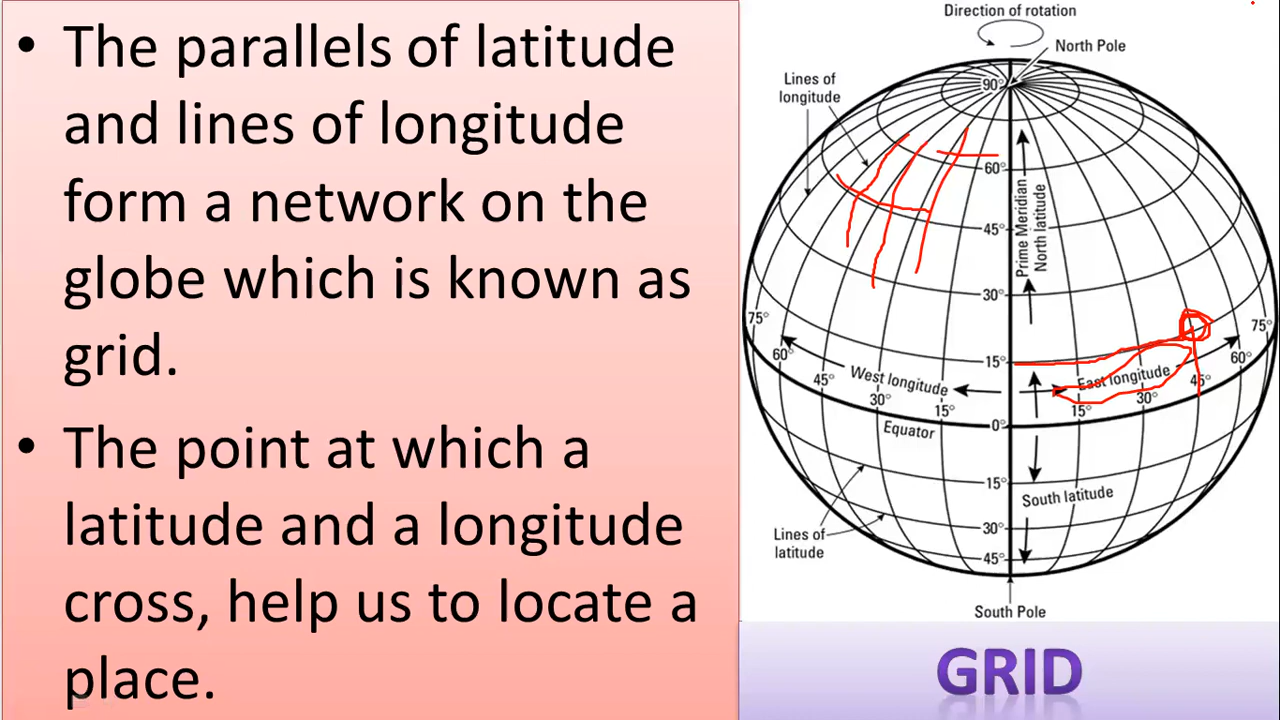 • The parallels of latitude
and lines of longitude
form a network on the
globe which is known as
grid.
• The point at which a
latitude and a longitude
cross, help us to locate a
place.
Direction of rotation
North Pole
Lines of
longitude
90°
60°
45°
30°
15°
0°
15°
30°
45°
Prime Meridian
North latitude
75°
60°
45°
30°
15°
West longitude
East longitude
15°
30°
45°
60°
75°
Equator
South latitude
Lines of
latitude
South Pole
GRID